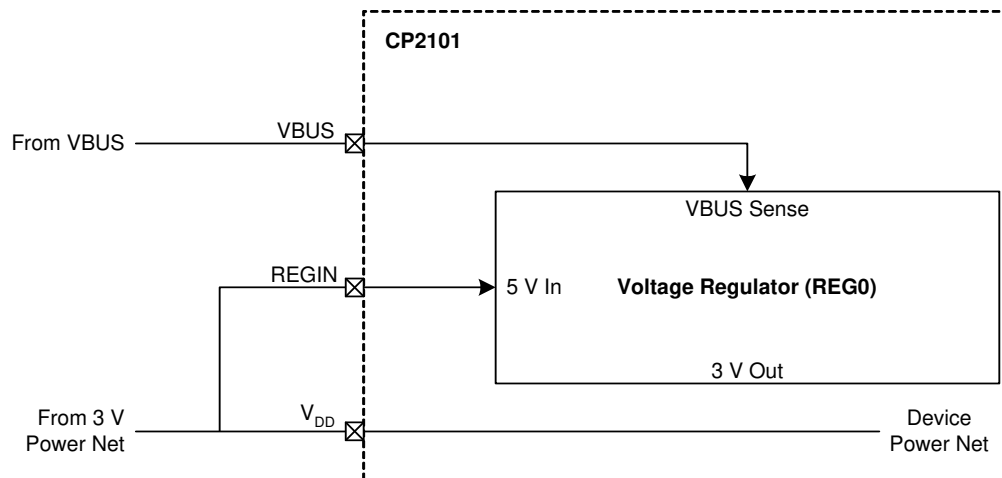 CP2101
VBUS
From VBUS
VBUS Sense
REGIN
5 V In
Voltage Regulator (REG0)
3 V Out
From 3 V
Power Net
VDD
Device
Power Net